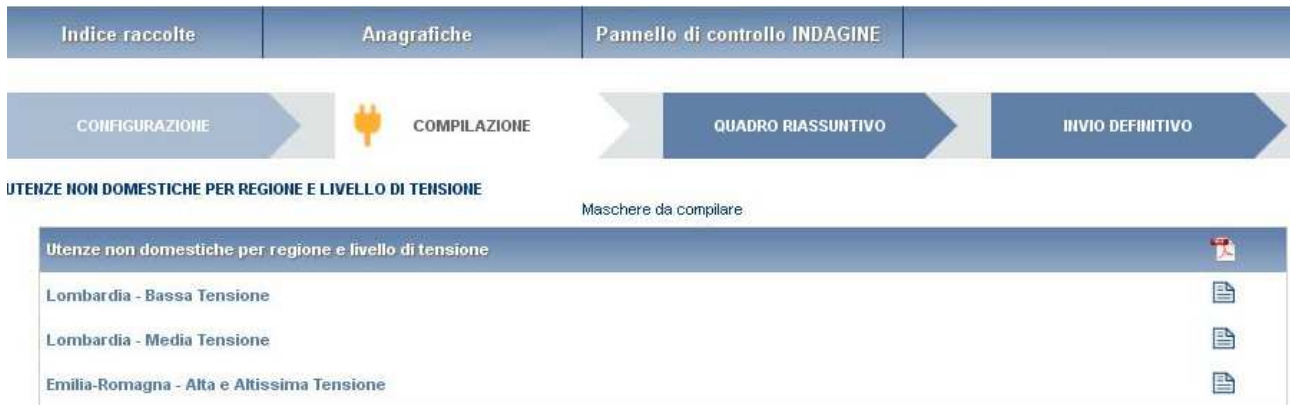 Indice raccolte Anagrafiche Pannello di controllo INDAGINE
CONFIGURAZIONE COMPILAZIONE QUADRO RIASSUNTIVO INVIO DEFINITIVO
UTENZE NON DOMESTICHE PER REGIONE E LIVELLO DI TENSIONE
Maschere da compilare
Utenze non domestiche per regione e livello di tensione
Lombardia - Bassa Tensione
Lombardia - Media Tensione
Emilia-Romagna - Alta e Altissima Tensione